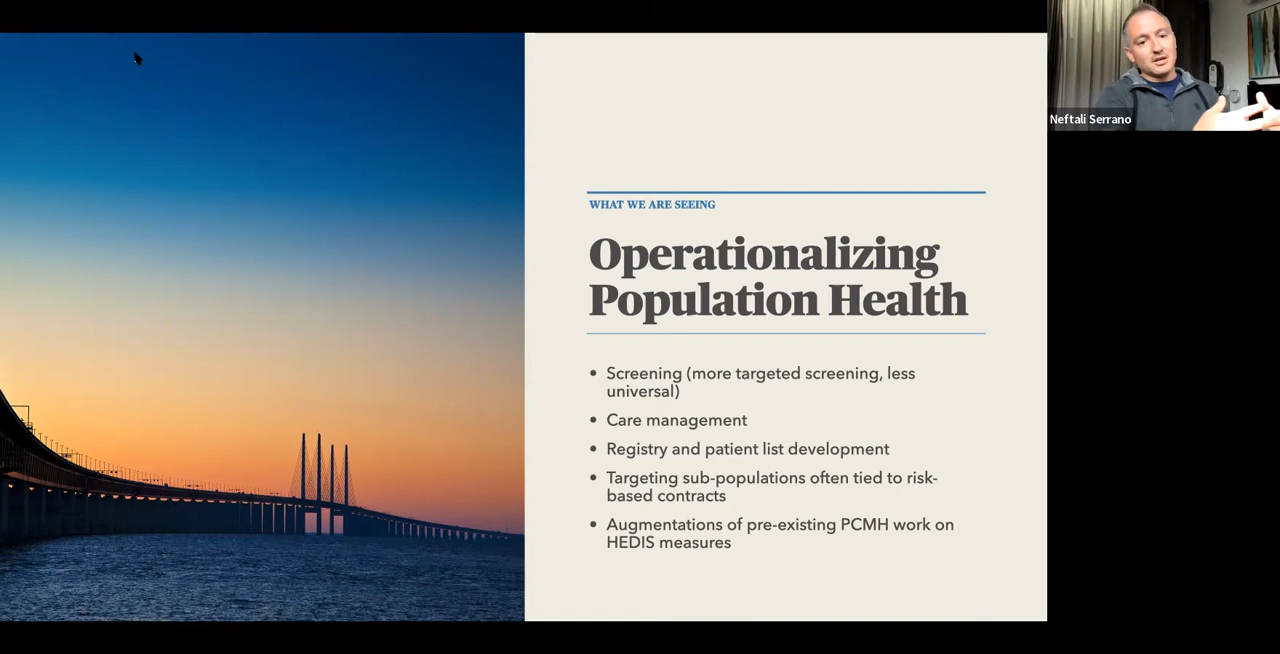 WHAT WE ARE SEEING
Operationalizing
Population Health
• Screening (more targeted screening, less
universal)
• Care management
• Registry and patient list development
• Targeting sub-populations often tied to risk-
based contracts
• Augmentations of pre-existing PCMH work on
HEDIS measures
Neftali Serrano